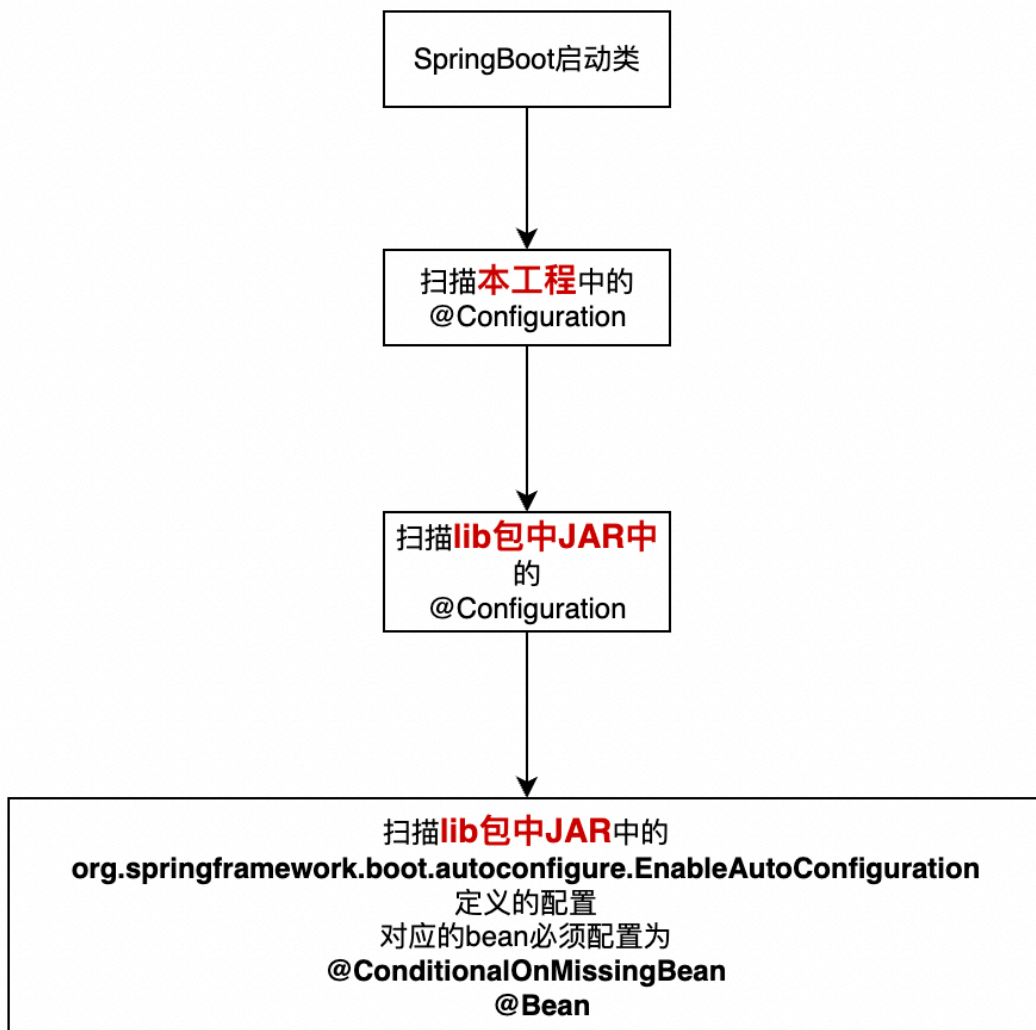 SpringBoot启动类
扫描本工程中的
@Configuration
扫描lib包中JAR中
的
@Configuration
扫描lib包中JAR中的
org.springframework.boot.autoconfigure.EnableAutoConfiguration
定义的配置
对应的bean必须配置为
@ConditionalOnMissingBean
@Bean